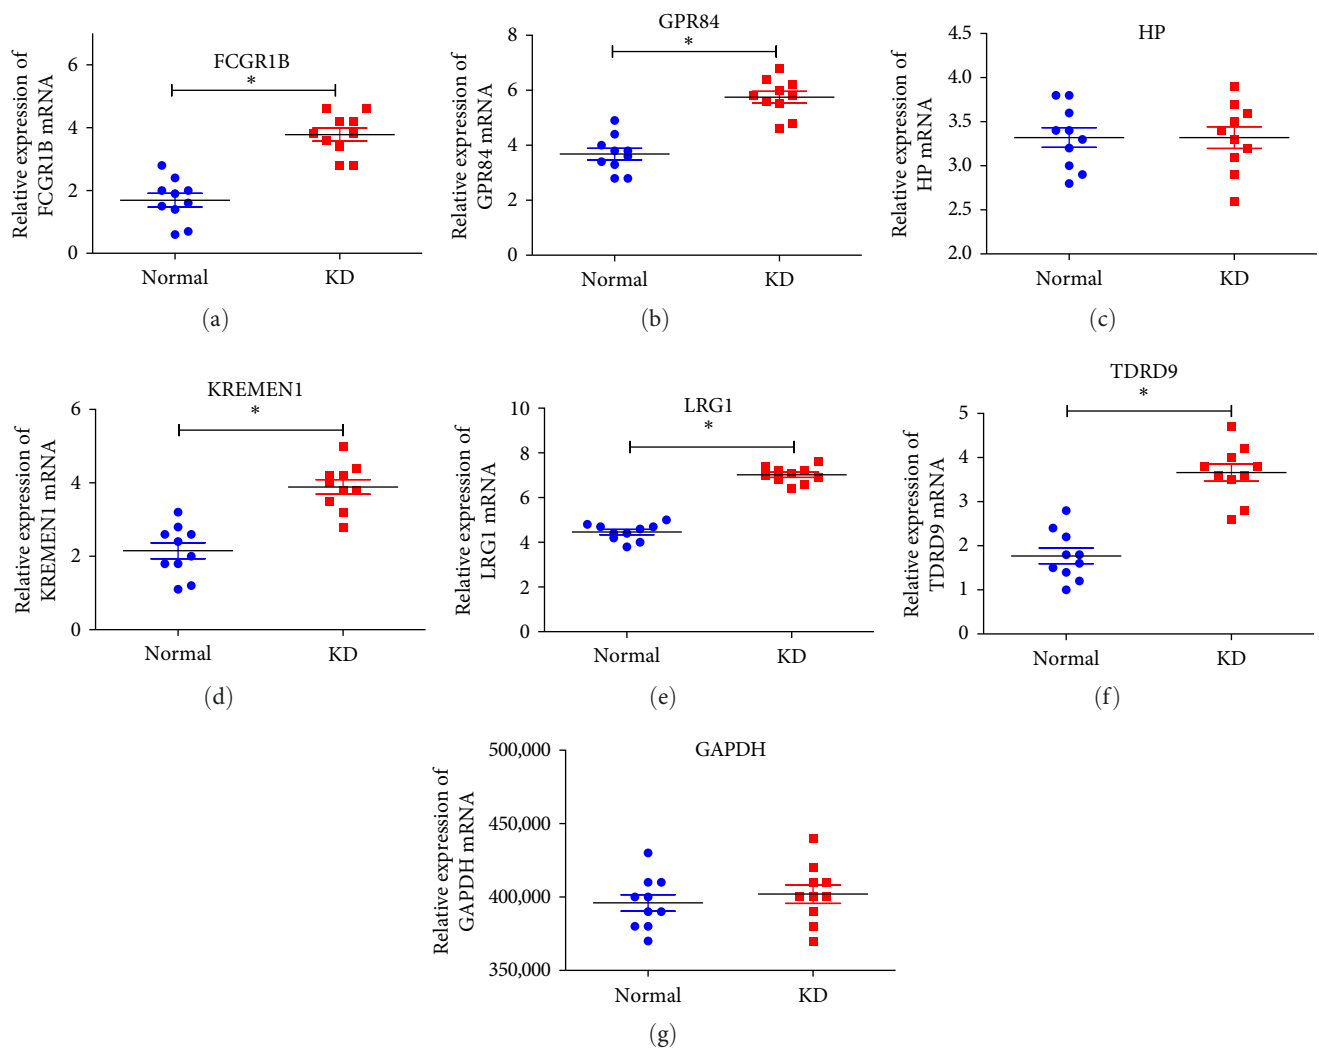 FCGR1B
*
Relative expression of
FCGR1B mRNA
6
4
2
0
Normal
KD
(a)
GPR84
*
Relative expression of
GPR84 mRNA
8
6
4
2
0
Normal
KD
(b)
HP
Relative expression of
HP mRNA
4.5
4.0
3.5
3.0
2.5
2.0
Normal
KD
(c)
KREMEN1
*
Relative expression of
KREMEN1 mRNA
6
4
2
0
Normal
KD
(d)
LRG1
*
Relative expression of
LRG1 mRNA
10
8
6
4
2
0
Normal
KD
(e)
TDRD9
*
Relative expression of
TDRD9 mRNA
5
4
3
2
1
0
Normal
KD
(f)
GAPDH
Relative expression of
GAPDH mRNA
500,000
450,000
400,000
350,000
Normal
KD
(g)